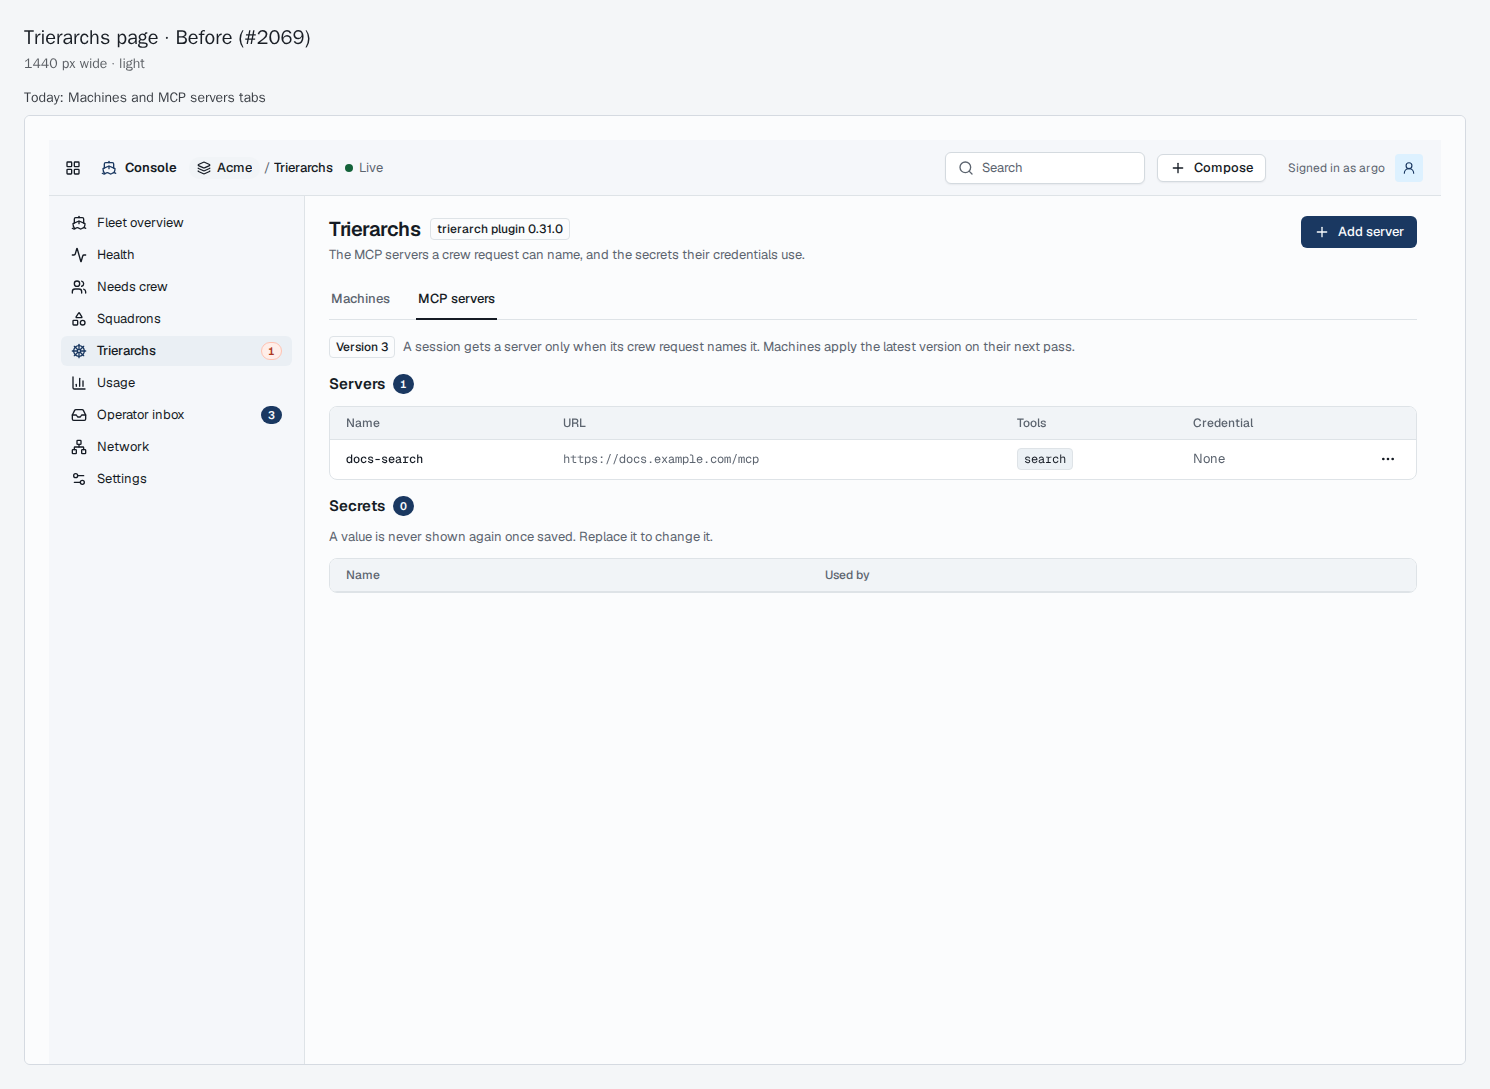 Trierarchs page · Before (#2069)
1440 px wide · light
Today: Machines and MCP servers tabs
Console Acme / Trierarchs Live Search Compose Signed in as argo
Fleet overview
Health
Needs crew
Squadrons
Trierarchs 1
Usage
Operator inbox 3
Network
Settings
Trierarchs trierarch plugin 0.31.0 Add server
The MCP servers a crew request can name, and the secrets their credentials use.
Machines MCP servers
Version 3 A session gets a server only when its crew request names it. Machines apply the latest version on their next pass.
Servers 1
Name URL Tools Credential
docs-search https://docs.example.com/mcp search None
Secrets 0
A value is never shown again once saved. Replace it to change it.
Name Used by